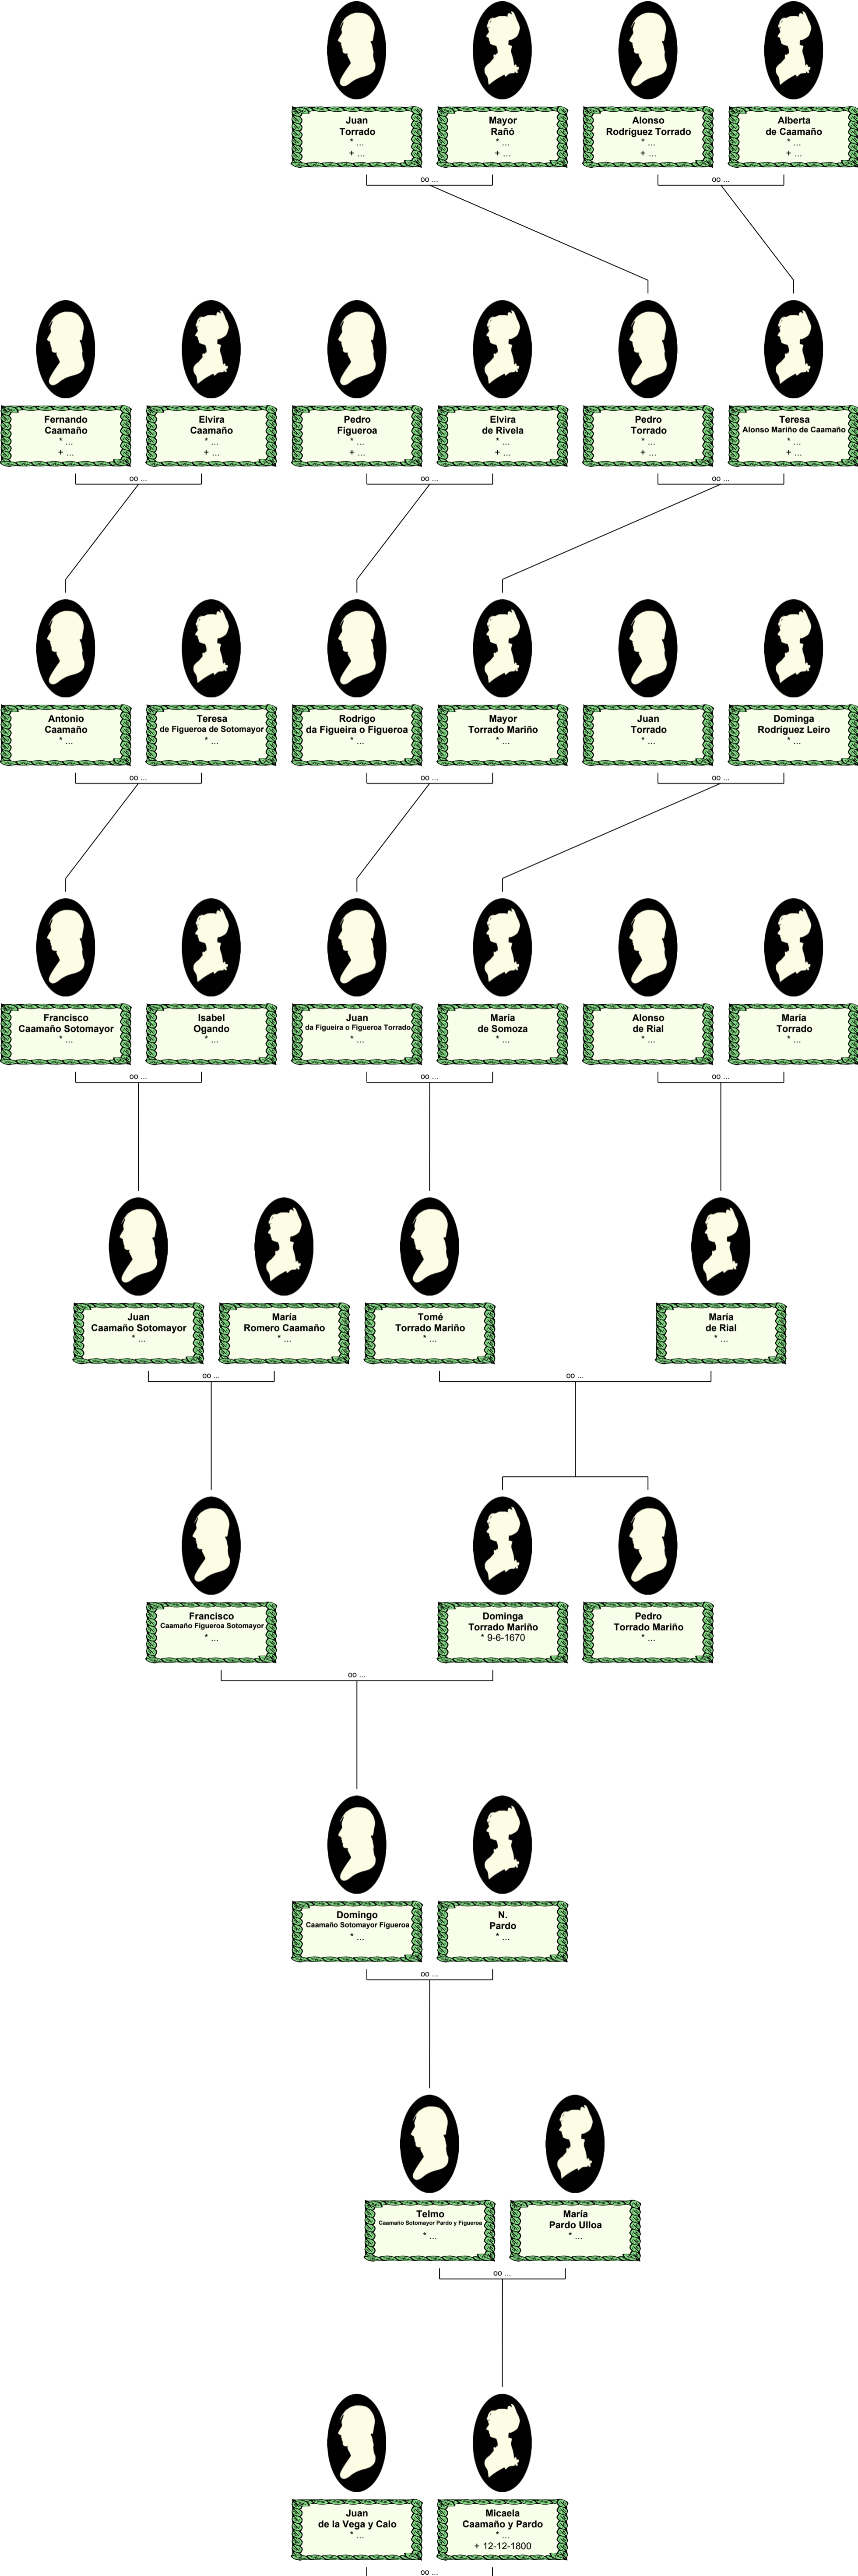 Juan
Torrado
* ...
+ ...
Mayor
Rañó
* ...
+ ...
Alonso
Rodríguez Torrado
* ...
+ ...
Alberta
de Caamaño
* ...
+ ...
oo ...
oo ...
Fernando
Caamaño
* ...
+ ...
Elvira
Caamaño
* ...
+ ...
Pedro
Figueroa
* ...
+ ...
Elvira
de Rivela
* ...
+ ...
Pedro
Torrado
* ...
+ ...
Teresa
Alonso Mariño de Caamaño
* ...
+ ...
oo ...
oo ...
oo ...
Antonio
Caamaño
* ...
Teresa
de Figueroa de Sotomayor
* ...
Rodrigo
da Figueira o Figueroa
* ...
Mayor
Torrado Mariño
* ...
Juan
Torrado
* ...
Dominga
Rodríguez Leiro
* ...
oo ...
oo ...
oo ...
Francisco
Caamaño Sotomayor
* ...
Isabel
Ogando
* ...
Juan
da Figueira o Figueroa Torrado
* ...
María
de Somoza
* ...
Alonso
de Rial
* ...
María
Torrado
* ...
oo ...
oo ...
oo ...
Juan
Caamaño Sotomayor
* ...
María
Romero Caamaño
* ...
Tomé
Torrado Mariño
* ...
María
de Rial
* ...
oo ...
oo ...
Francisco
Caamaño Figueroa Sotomayor
* ...
Dominga
Torrado Mariño
* 9-6-1670
Pedro
Torrado Mariño
* ...
oo ...
Domingo
Caamaño Sotomayor Figueroa
* ...
N.
Pardo
* ...
oo ...
Telmo
Caamaño Sotomayor Pardo y Figueroa
* ...
María
Pardo Ulloa
* ...
oo ...
Juan
de la Vega y Calo
* ...
Micaela
Caamaño y Pardo
* ...
+ 12-12-1800
oo ...